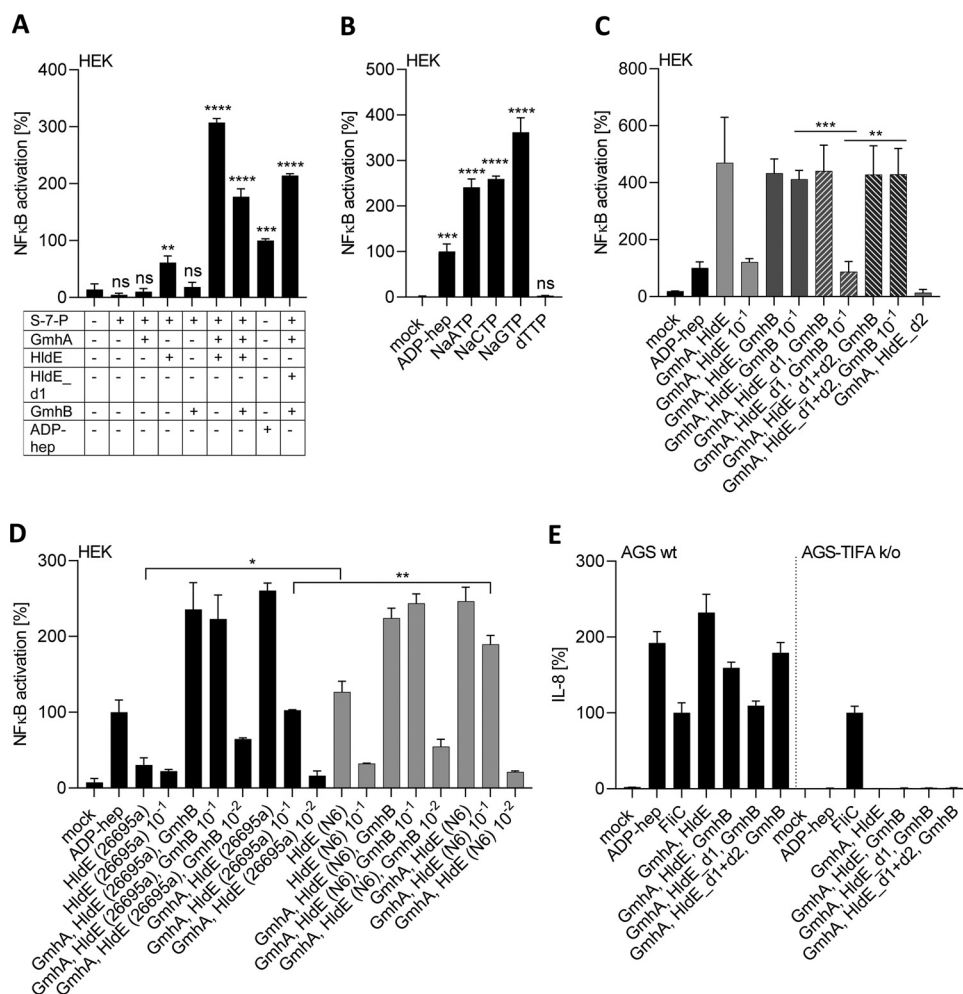 A
HEK
NFκB activation [%]
400
300
200
100
0
ns
ns
**
ns
****
****
***
****
S-7-P - + + + + + + - +
GmhA - - + - - + + - +
HldE - - - + - + + - -
HldE_
d1 - - - - - - - - +
GmhB - - - - + - + - +
ADP-
hep - - - - - - - + -
B
HEK
NFκB activation [%]
500
400
300
200
100
0
***
****
****
****
ns
mock
ADP-hep
NaATP
NaCTP
NaGTP
dTTP
C
HEK
NFκB activation [%]
800
600
400
200
0
***
**
mock
ADP-hep
GmhA, HldE
GmhA, HldE 10⁻¹
GmhA, HldE, GmhB
GmhA, HldE, GmhB 10⁻¹
GmhA, HldE_d1, GmhB
GmhA, HldE_d1, GmhB 10⁻¹
GmhA, HldE_d1+d2, GmhB
GmhA, HldE_d1+d2, GmhB 10⁻¹
GmhA, HldE_d2
D
HEK
NFκB activation [%]
300
200
100
0
*
**
mock
ADP-hep
HldE (26695a)
HldE (26695a) 10⁻¹
GmhA, HldE (26695a), GmhB
GmhA, HldE (26695a), GmhB 10⁻¹
GmhA, HldE (26695a), GmhB 10⁻²
GmhA, HldE (26695a)
GmhA, HldE (26695a) 10⁻¹
GmhA, HldE (26695a) 10⁻²
HldE (N6)
HldE (N6) 10⁻¹
GmhA, HldE (N6), GmhB
GmhA, HldE (N6), GmhB 10⁻¹
GmhA, HldE (N6), GmhB 10⁻²
GmhA, HldE (N6)
GmhA, HldE (N6) 10⁻¹
GmhA, HldE (N6) 10⁻²
E
AGS wt
AGS-TIFA k/o
IL-8 [%]
300
200
100
0
mock
ADP-hep
FliC
GmhA, HldE
GmhA, HldE, GmhB
GmhA, HldE_d1, GmhB
GmhA, HldE_d1+d2, GmhB
mock
ADP-hep
FliC
GmhA, HldE
GmhA, HldE, GmhB
GmhA, HldE_d1, GmhB
GmhA, HldE_d1+d2, GmhB